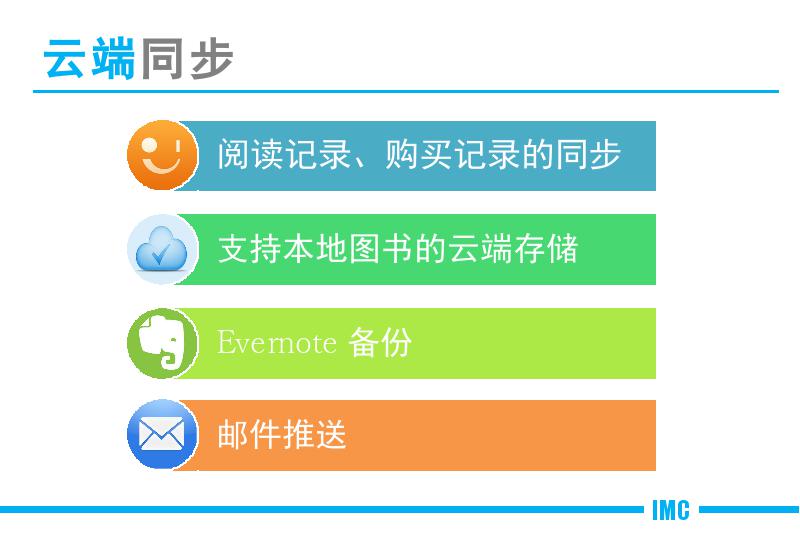 云端同步
阅读记录、购买记录的同步
支持本地图书的云端存储
Evernote 备份
邮件推送
IMC